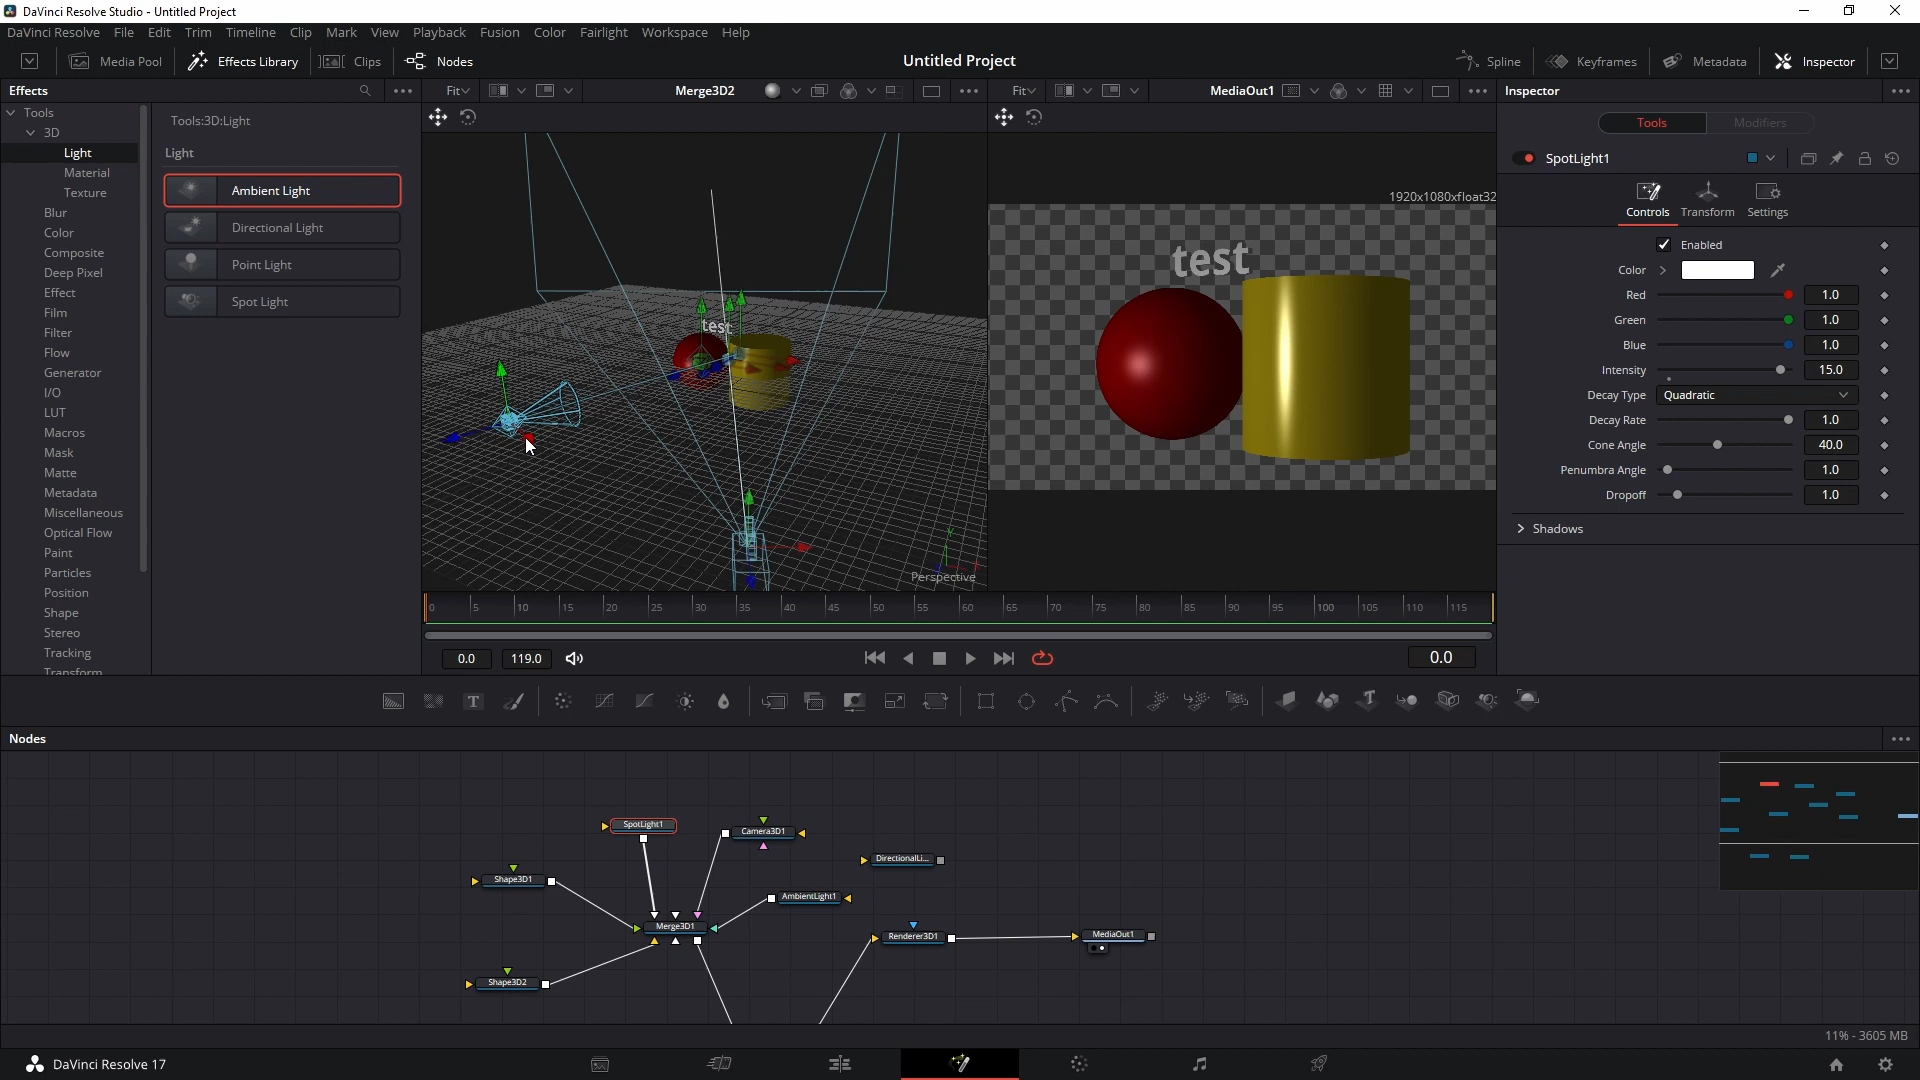 DaVinci Resolve Studio - Untitled Project
DaVinci Resolve File Edit Trim Timeline Clip Mark View Playback Fusion Color Fairlight Workspace Help
Media Pool Effects Library Clips Nodes Untitled Project Spline Keyframes Metadata Inspector
Effects
Fit Merge3D2
Fit MediaOut1
Inspector
Tools
3D
Light
Material
Texture
Blur
Color
Composite
Deep Pixel
Effect
Film
Filter
Flow
Generator
I/O
LUT
Macros
Mask
Matte
Metadata
Miscellaneous
Optical Flow
Paint
Particles
Position
Shape
Stereo
Tracking
Transform
Tools:3D:Light
Light
Ambient Light
Directional Light
Point Light
Spot Light
test
Y
Perspective
1920x1080xfloat32
test
Tools Modifiers
SpotLight1
Controls Transform Settings
Enabled
Color
Red 1.0
Green 1.0
Blue 1.0
Intensity 15.0
Decay Type Quadratic
Decay Rate 1.0
Cone Angle 40.0
Penumbra Angle 1.0
Dropoff 1.0
Shadows
0 5 10 15 20 25 30 35 40 45 50 55 60 65 70 75 80 85 90 95 100 105 110 115
0.0 119.0 0.0
T
T
Nodes
SpotLight1
Camera3D1
DirectionalLi...
Shape3D1
AmbientLight1
Merge3D1
Renderer3D1
MediaOut1
Shape3D2
11% - 3605 MB
DaVinci Resolve 17